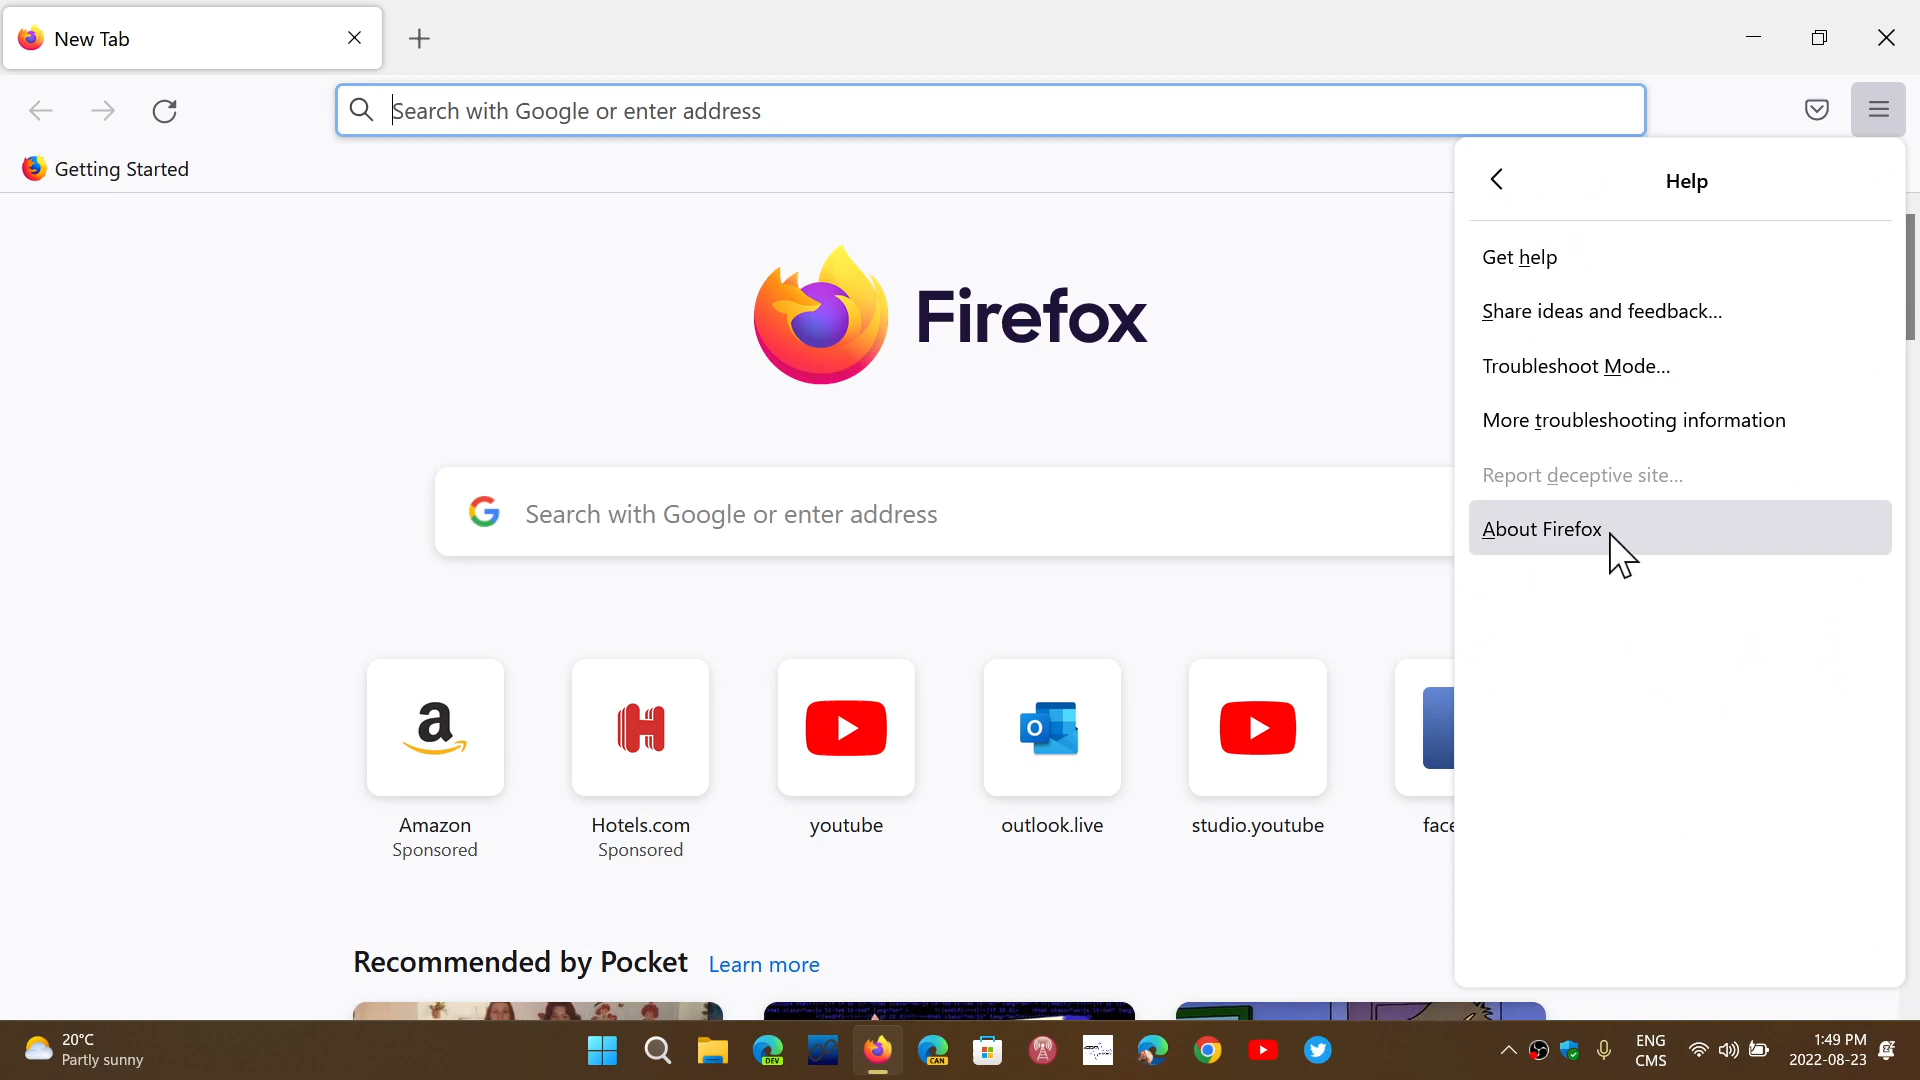 New Tab
Search with Google or enter address
Getting Started
Help
Get help
Share ideas and feedback...
Troubleshoot Mode...
More troubleshooting information
Report deceptive site...
About Firefox
Firefox
Search with Google or enter address
a
Amazon
Sponsored
Hotels.com
Sponsored
youtube
outlook.live
studio.youtube
face
Recommended by Pocket Learn more
20°C
Partly sunny
DEV
CAN
ENG
CMS
1:49 PM
2022-08-23